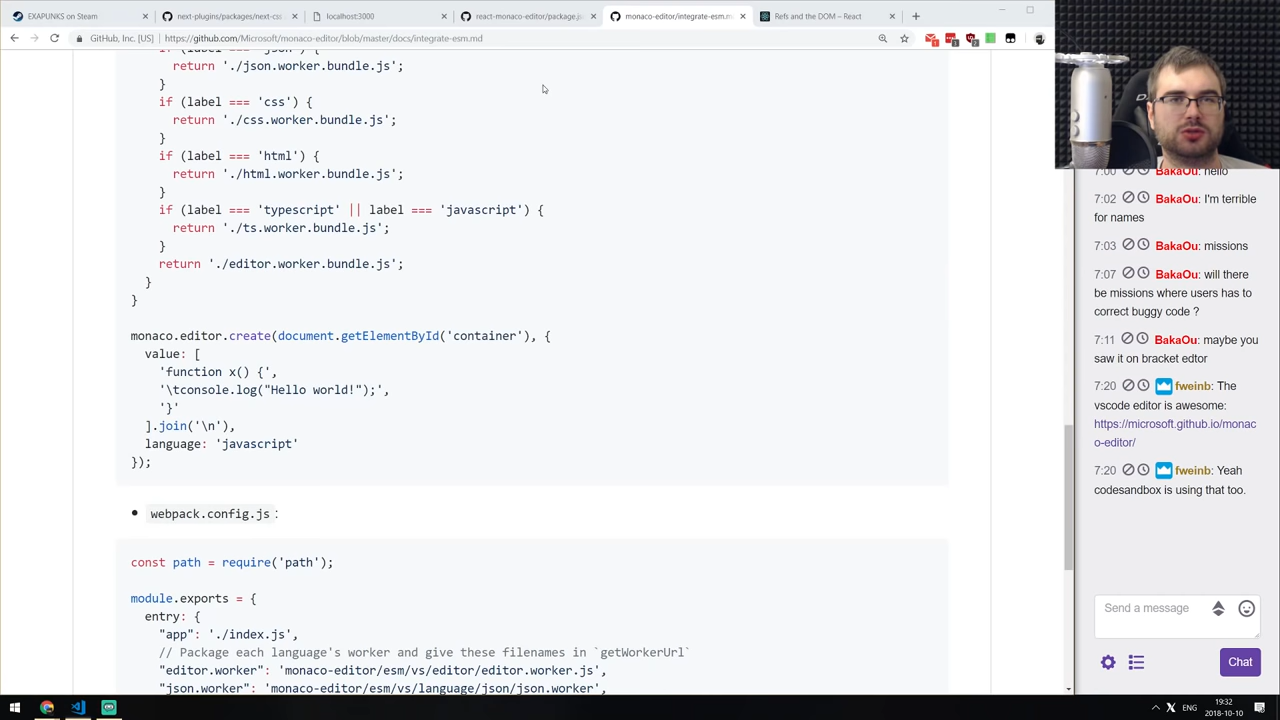 EXAPUNKS on Steam
next-plugins/packages/next-css
localhost:3000
react-monaco-editor/package.js
monaco-editor/integrate-esm.m
Refs and the DOM – React
GitHub, Inc. [US]
https://github.com/Microsoft/monaco-editor/blob/master/docs/integrate-esm.md
return './json.worker.bundle.js';
}
if (label === 'css') {
return './css.worker.bundle.js';
}
if (label === 'html') {
return './html.worker.bundle.js';
}
if (label === 'typescript' || label === 'javascript') {
return './ts.worker.bundle.js';
}
return './editor.worker.bundle.js';
}
}
monaco.editor.create(document.getElementById('container'), {
value: [
'function x() {',
'\tconsole.log("Hello world!");',
'}'
].join('\n'),
language: 'javascript'
});
webpack.config.js :
const path = require('path');
module.exports = {
entry: {
"app": './index.js',
// Package each language's worker and give these filenames in `getWorkerUrl`
"editor.worker": 'monaco-editor/esm/vs/editor/editor.worker.js',
"json.worker": 'monaco-editor/esm/vs/language/json/json.worker',
7:00 BakaOu: hello
7:02 BakaOu: I'm terrible
for names
7:03 BakaOu: missions
7:07 BakaOu: will there
be missions where users has to
correct buggy code ?
7:11 BakaOu: maybe you
saw it on bracket edtor
7:20 fweinb: The
vscode editor is awesome:
https://microsoft.github.io/monac
o-editor/
7:20 fweinb: Yeah
codesandbox is using that too.
Send a message
Chat
ENG
19:32
2018-10-10